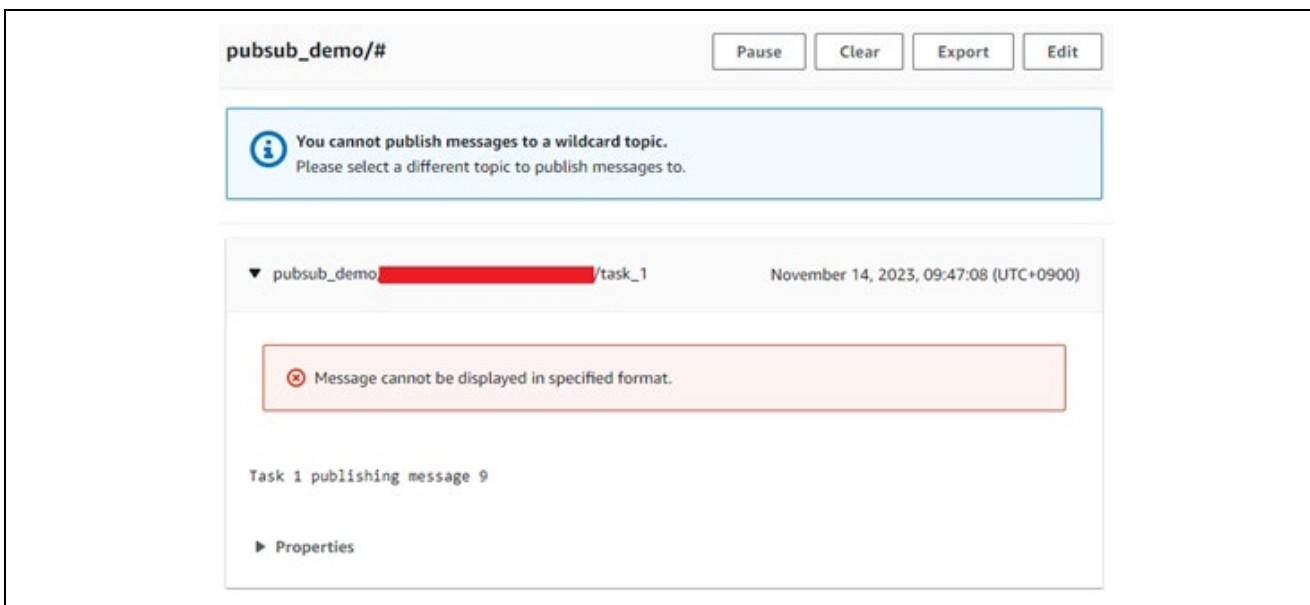 pubsub_demo/#
Pause Clear Export Edit
You cannot publish messages to a wildcard topic.
Please select a different topic to publish messages to.
pubsub_demo/ /task_1 November 14, 2023, 09:47:08 (UTC+0900)
Message cannot be displayed in specified format.
Task 1 publishing message 9
Properties